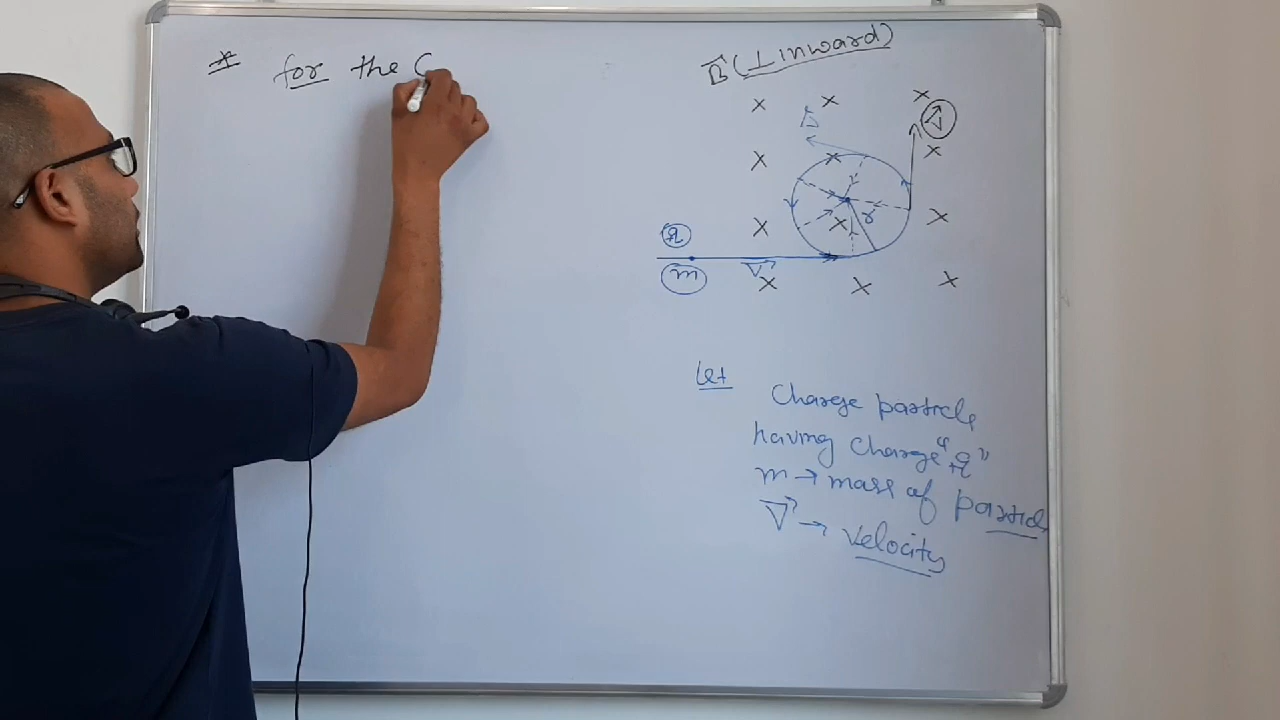 * for the C
B⃗ (⊥ inward)
x x x
v⃗
v⃗
x x x
r
x x x
q
m
v⃗
x x x
Let
Charge particle
having charge "+q"
m → mass of particle
v⃗ → velocity